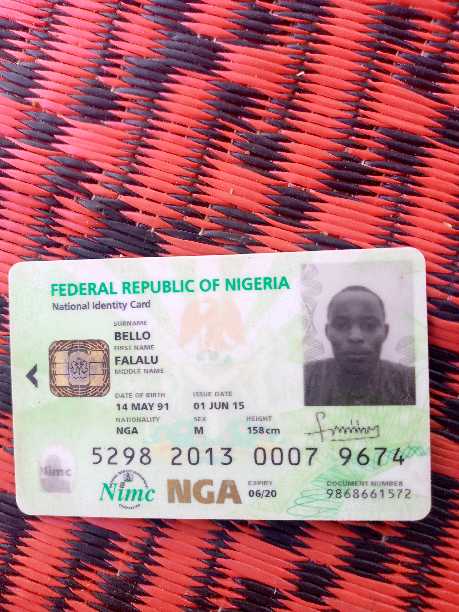 FEDERAL REPUBLIC OF NIGERIA
National Identity Card
SURNAME
BELLO
FIRST NAME
FALALU
MIDDLE NAME
DATE OF BIRTH ISSUE DATE
14 MAY 91 01 JUN 15
NATIONALITY SEX HEIGHT
NGA M 158cm
5298 2013 0007 9674
nimc
Nimc NGA EXPIRY
06/20
DOCUMENT NUMBER
9868661572